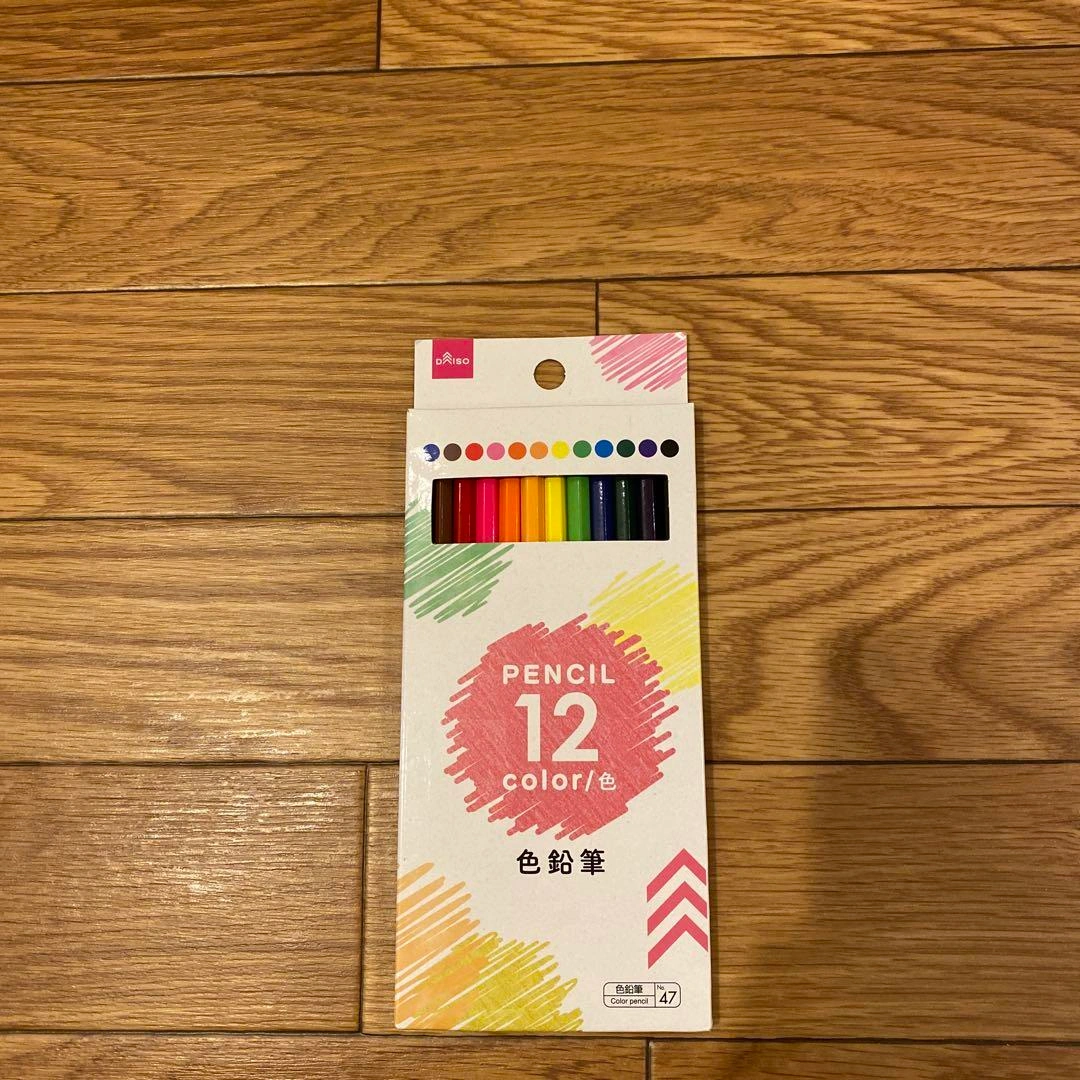 DAISO
PENCIL
12
color/色
色鉛筆
色鉛筆
Color pencil
No.
47